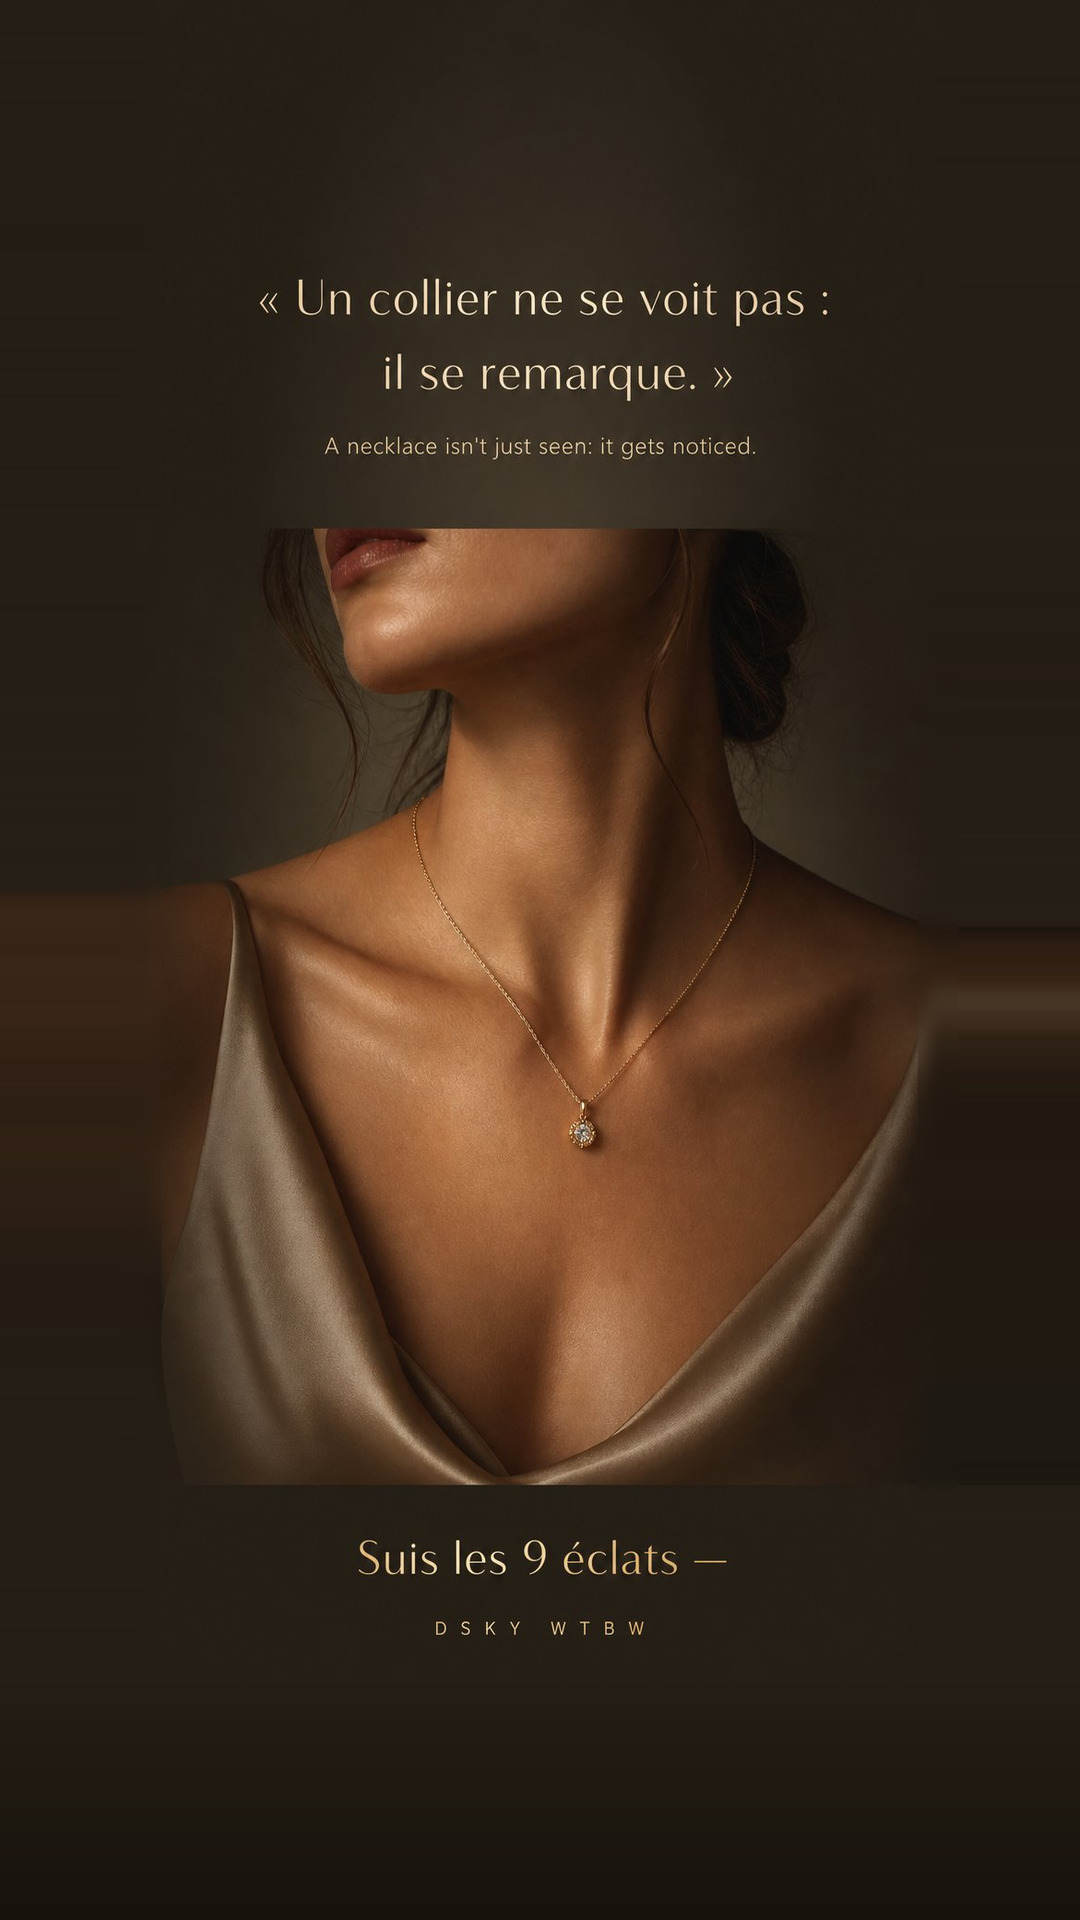 « Un collier ne se voit pas :
il se remarque. »
A necklace isn't just seen: it gets noticed.
Suis les 9 éclats —
DSKY WTBW